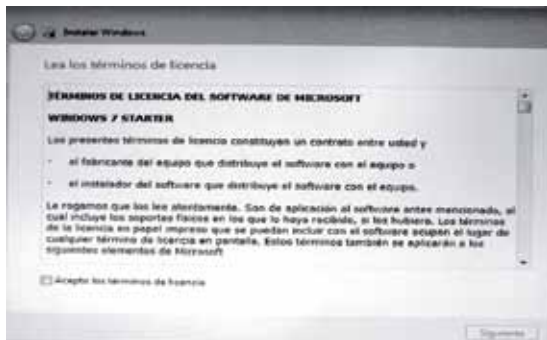 Instalar Windows
Lea los términos de licencia
TÉRMINOS DE LICENCIA DEL SOFTWARE DE MICROSOFT
WINDOWS 7 STARTER
Los presentes términos de licencia constituyen un contrato entre usted y
· el fabricante del equipo que distribuye el software con el equipo o
· el instalador del software que distribuye el software con el equipo.
Le rogamos que los lea atentamente. Son de aplicación al software antes mencionado, el
cual incluye los soportes físicos en los que lo haya recibido, si los hubiera. Los términos
de la licencia en papel impreso que se puedan incluir con el software ocupan el lugar de
cualquier término de licencia en pantalla. Estos términos también se aplicarán a los
siguientes elementos de Microsoft
Acepto los términos de licencia
Siguiente